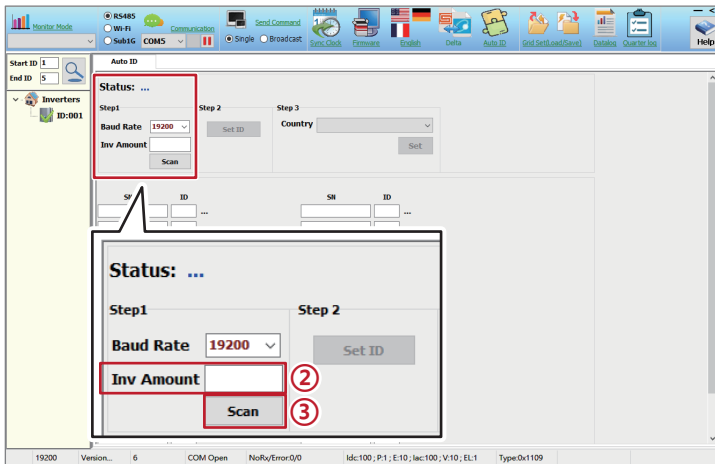 Monitor Mode
RS485
Wi-Fi
Sub1G
COM5
Communication
Send Command
Single
Broadcast
Sync Clock
Firmware
English
Delta
Auto ID
Grid Set(Load/Save)
Datalog
Quarter log
Help
Start ID 1
End ID 5
Inverters
ID:001
Auto ID
Status: ...
Step1
Step 2
Step 3
Baud Rate 19200
Set ID
Country
Inv Amount
Set
Scan
ID
SN
ID
...
...
Status: ...
Step1
Step 2
Baud Rate 19200
Set ID
Inv Amount
②
Scan
③
19200
Version...
6
COM Open
NoRx/Error:0/0
Idc:100 ; P:1 ; E:10 ; Iac:100 ; V:10 ; EL:1
Type:0x1109